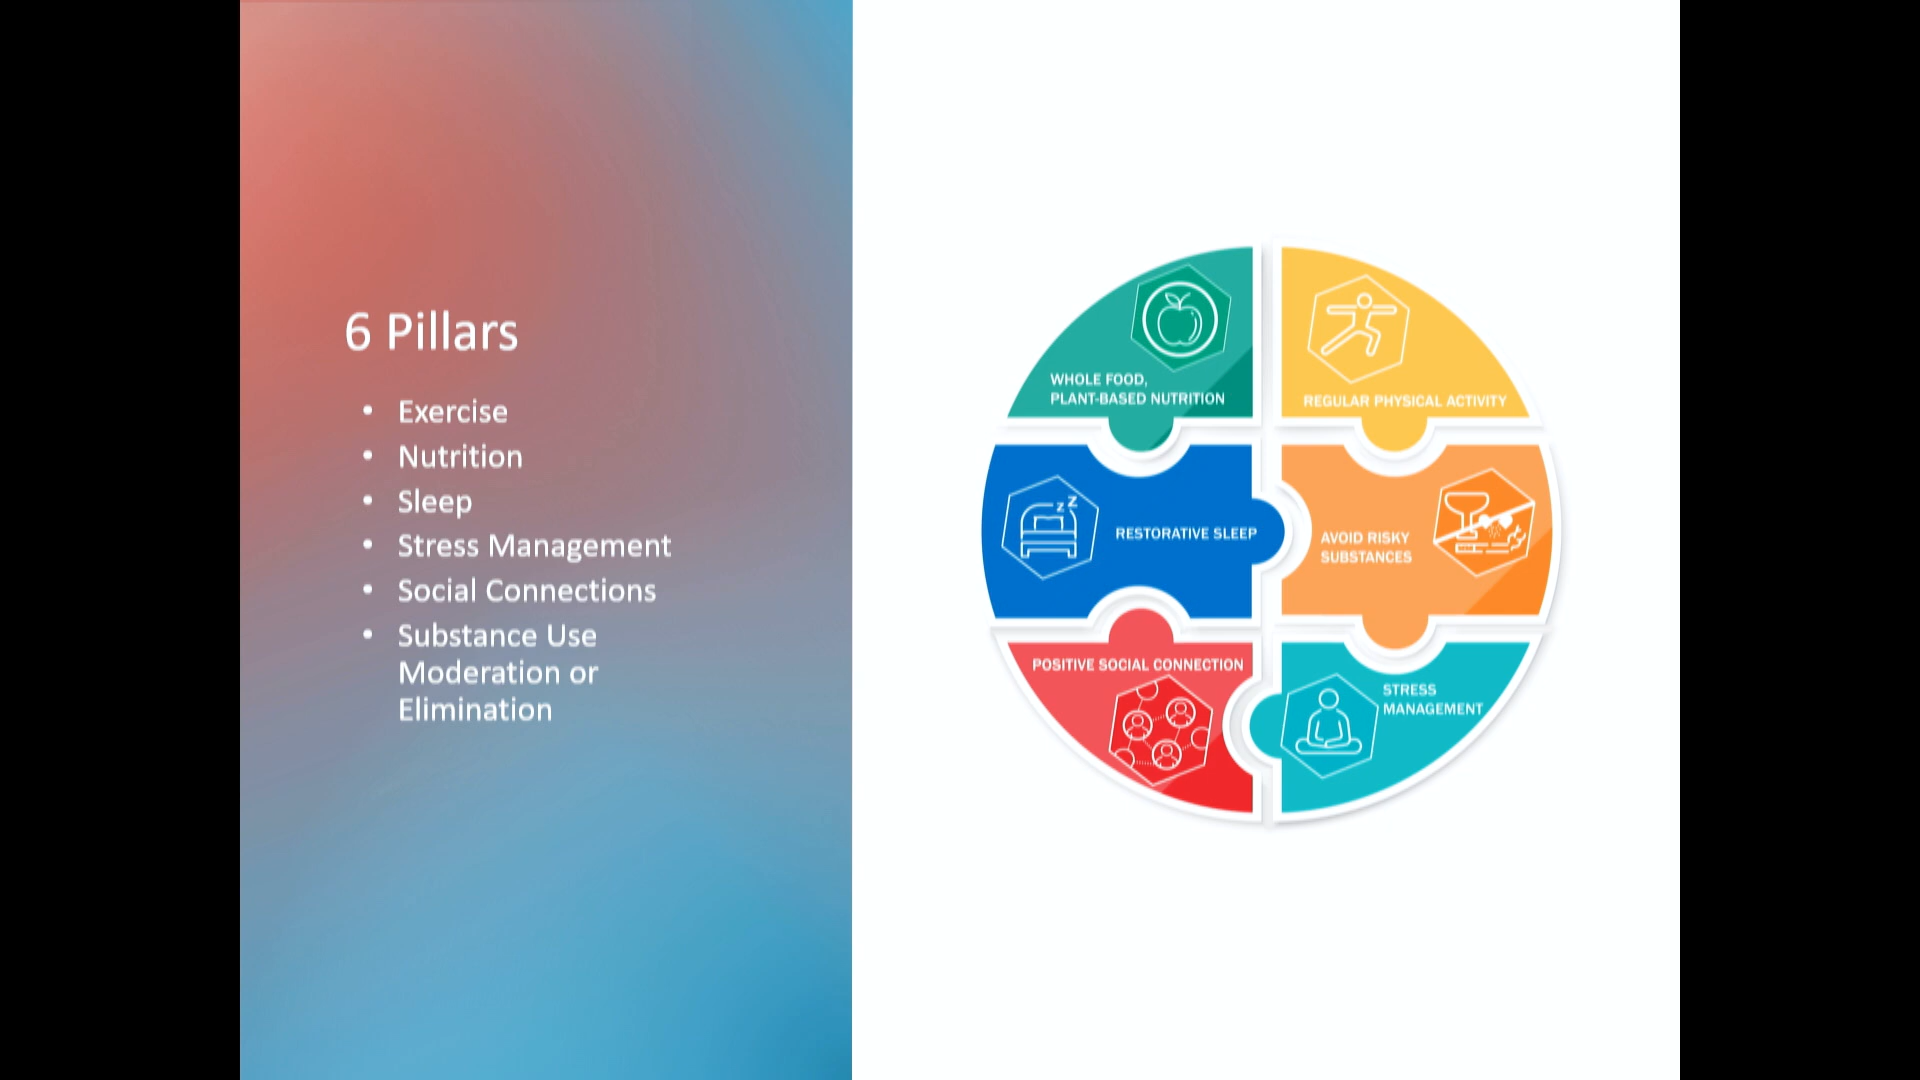 6 Pillars
• Exercise
• Nutrition
• Sleep
• Stress Management
• Social Connections
• Substance Use
Moderation or
Elimination
WHOLE FOOD,
PLANT-BASED NUTRITION
REGULAR PHYSICAL ACTIVITY
Z Z
RESTORATIVE SLEEP
AVOID RISKY
SUBSTANCES
POSITIVE SOCIAL CONNECTION
STRESS
MANAGEMENT